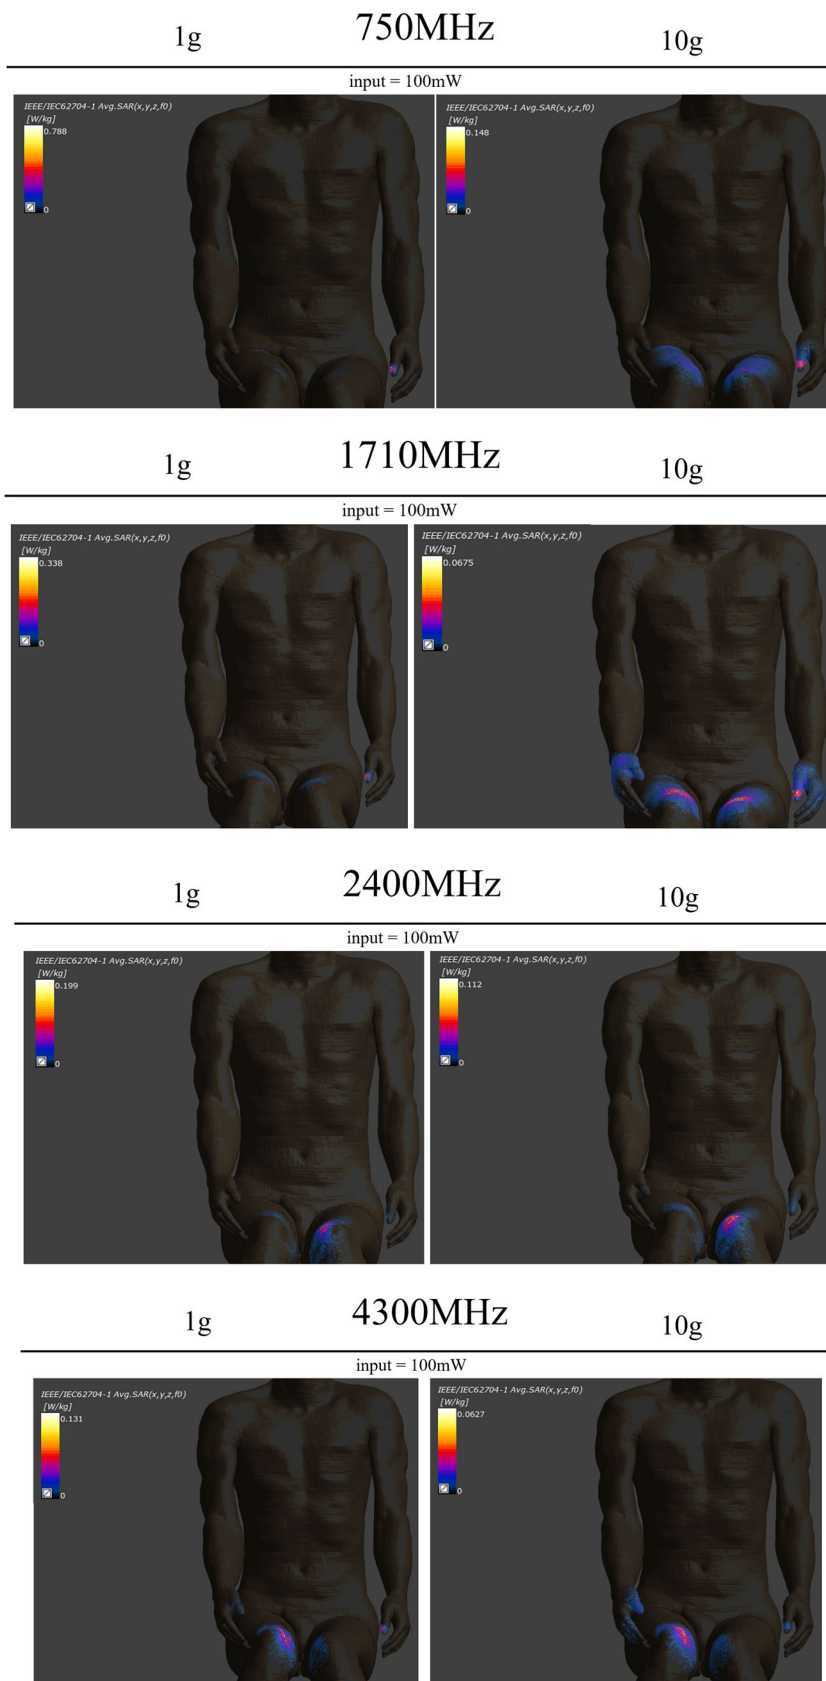 1g 750MHz 10g
input = 100mW
IEEE/IEC62704-1 Avg.SAR(x,y,z,f0)
[W/kg]
0.788
0
IEEE/IEC62704-1 Avg.SAR(x,y,z,f0)
[W/kg]
0.148
0
1g 1710MHz 10g
input = 100mW
IEEE/IEC62704-1 Avg.SAR(x,y,z,f0)
[W/kg]
0.338
0
IEEE/IEC62704-1 Avg.SAR(x,y,z,f0)
[W/kg]
0.0675
0
1g 2400MHz 10g
input = 100mW
IEEE/IEC62704-1 Avg.SAR(x,y,z,f0)
[W/kg]
0.199
0
IEEE/IEC62704-1 Avg.SAR(x,y,z,f0)
[W/kg]
0.112
0
1g 4300MHz 10g
input = 100mW
IEEE/IEC62704-1 Avg.SAR(x,y,z,f0)
[W/kg]
0.131
0
IEEE/IEC62704-1 Avg.SAR(x,y,z,f0)
[W/kg]
0.0627
0